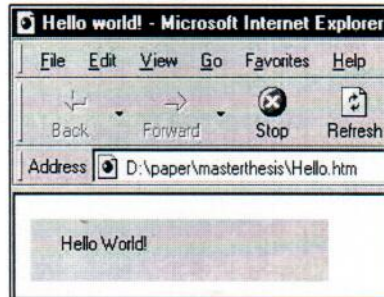 Hello world! - Microsoft Internet Explorer
File Edit View Go Favorites Help
Back Forward Stop Refresh
Address D:\paper\masterthesis\Hello.htm
Hello World!